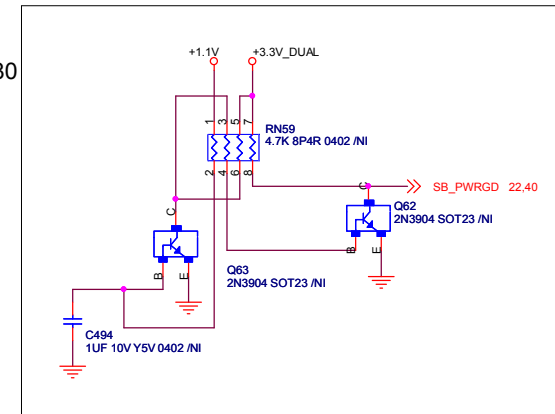 +1.1V
+3.3V_DUAL
30
1 3 5 7
RN59
4.7K 8P4R 0402 /NI
2 4 6 8
C
SB_PWRGD 22,40
C
Q62
2N3904 SOT23 /NI
B E
Q63
2N3904 SOT23 /NI
B E
C494
1UF 10V Y5V 0402 /NI